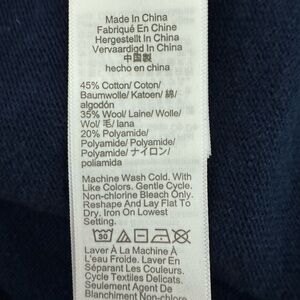 Made In China
Fabriqué En Chine
Hergestellt In China
Vervaardigd In China
中国製
hecho en china
45% Cotton/ Coton/
Baumwolle/ Katoen/ 綿/
algodón
35% Wool/ Laine/ Wolle/
Wol/ 毛/ lana
20% Polyamide/
Polyamide/ Polyamide/
Polyamide/ ナイロン/
poliamida
Machine Wash Cold. With
Like Colors. Gentle Cycle.
Non-chlorine Bleach Only.
Reshape And Lay Flat To
Dry, Iron On Lowest
Setting.
30
Laver À La Machine À
L'eau Froide. Laver En
Séparant Les Couleurs.
Cycle Textiles Delicats.
Seulement Agent De
Blanchiment Non-chlore